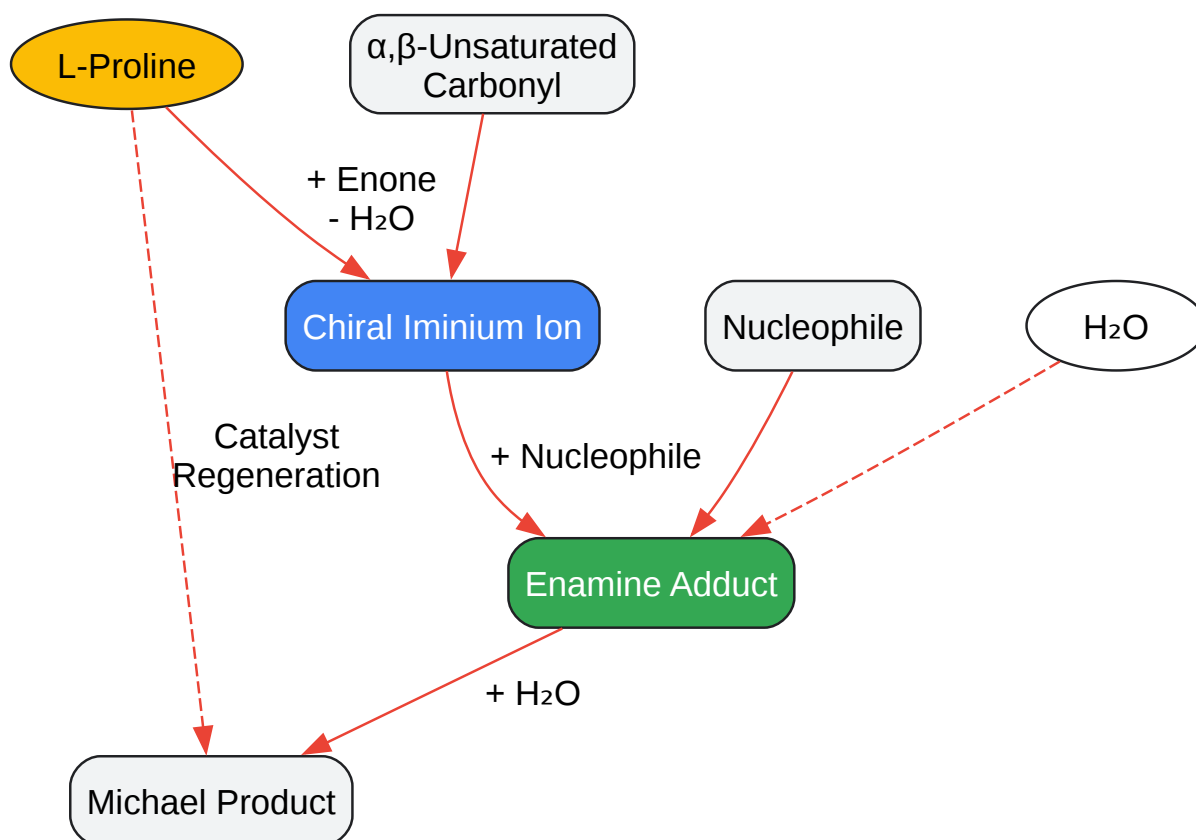 L-Proline
α,β-Unsaturated
Carbonyl
+ Enone
- H₂O
Chiral Iminium Ion
Nucleophile
H₂O
Catalyst
Regeneration
+ Nucleophile
Enamine Adduct
+ H₂O
Michael Product